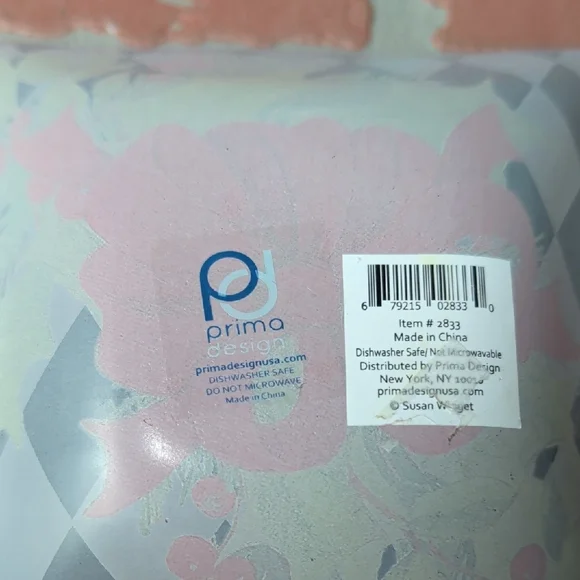 pd
prima
design
primadesignusa.com
DISHWASHER SAFE
DO NOT MICROWAVE
Made in China
6 79215 02833 0
Item # 2833
Made in China
Dishwasher Safe/ Not Microwavable
Distributed by Prima Design
New York, NY
primadesignusa com
© Susan